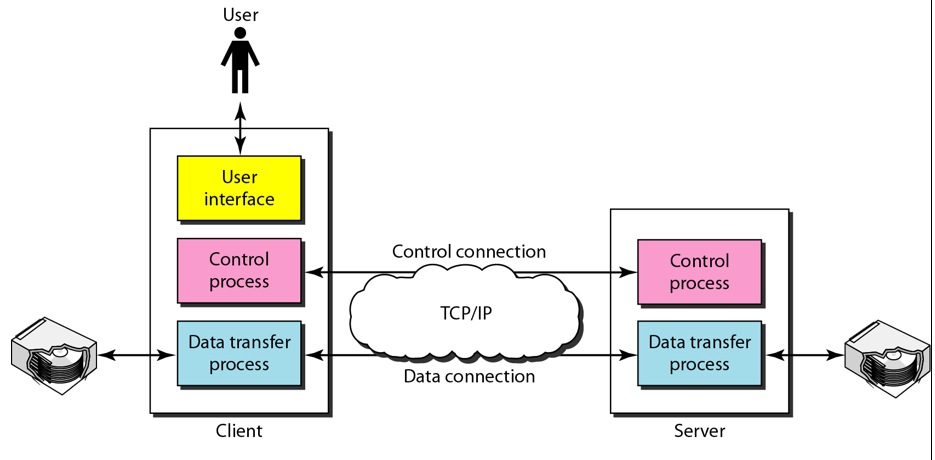 User
User
interface
Control connection
Control
process
Control
process
TCP/IP
Data transfer
process
Data transfer
process
Data connection
Client
Server